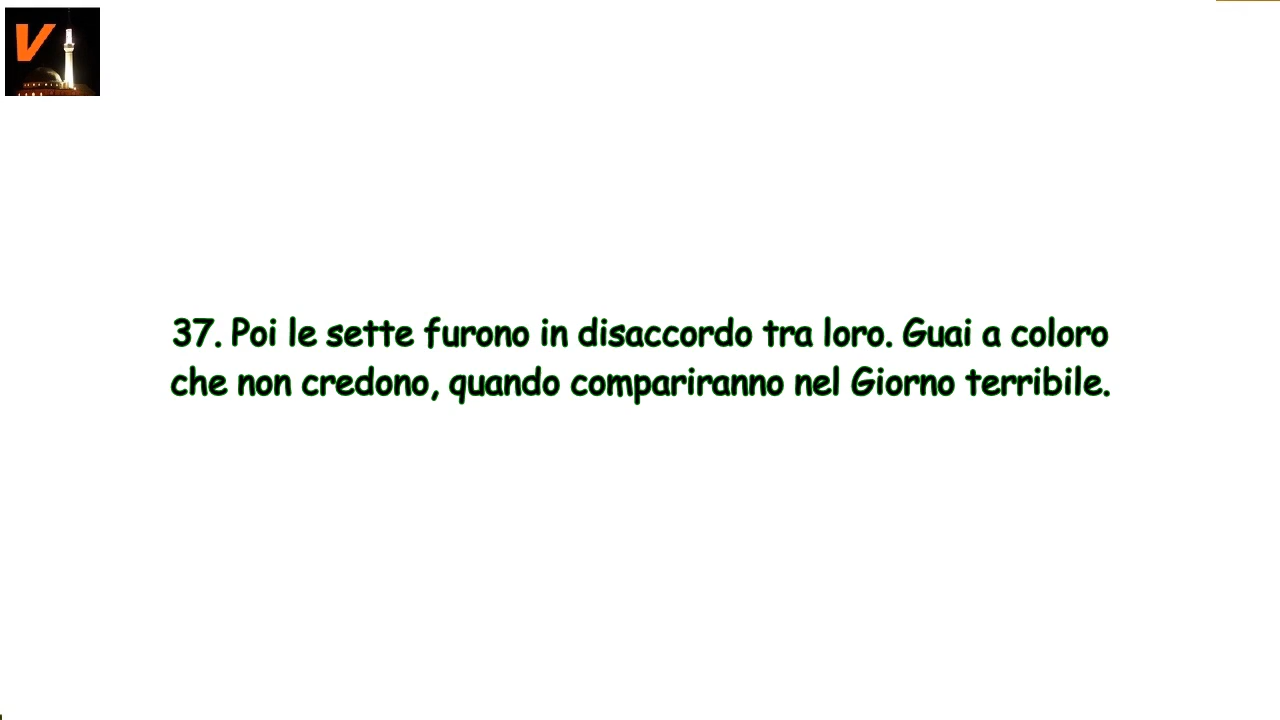 V
37. Poi le sette furono in disaccordo tra loro. Guai a coloro
che non credono, quando compariranno nel Giorno terribile.